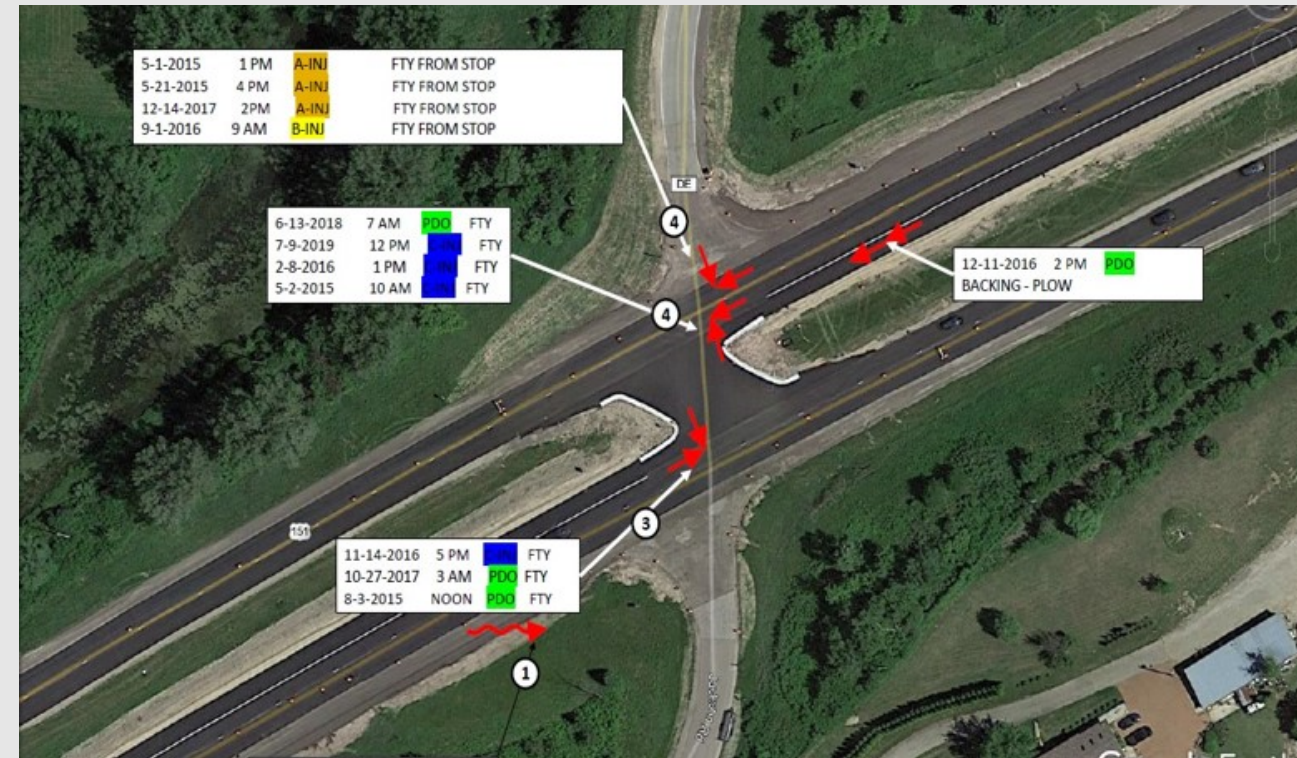 5-1-2015 1 PM A-INJ FTY FROM STOP
5-21-2015 4 PM A-INJ FTY FROM STOP
12-14-2017 2PM A-INJ FTY FROM STOP
9-1-2016 9 AM B-INJ FTY FROM STOP
DE
6-13-2018 7 AM PDO FTY
7-9-2019 12 PM C-INJ FTY
2-8-2016 1 PM C-INJ FTY
5-2-2015 10 AM C-INJ FTY
4
4
12-11-2016 2 PM PDO
BACKING - PLOW
151
3
11-14-2016 5 PM C-INJ FTY
10-27-2017 3 AM PDO FTY
8-3-2015 NOON PDO FTY
1